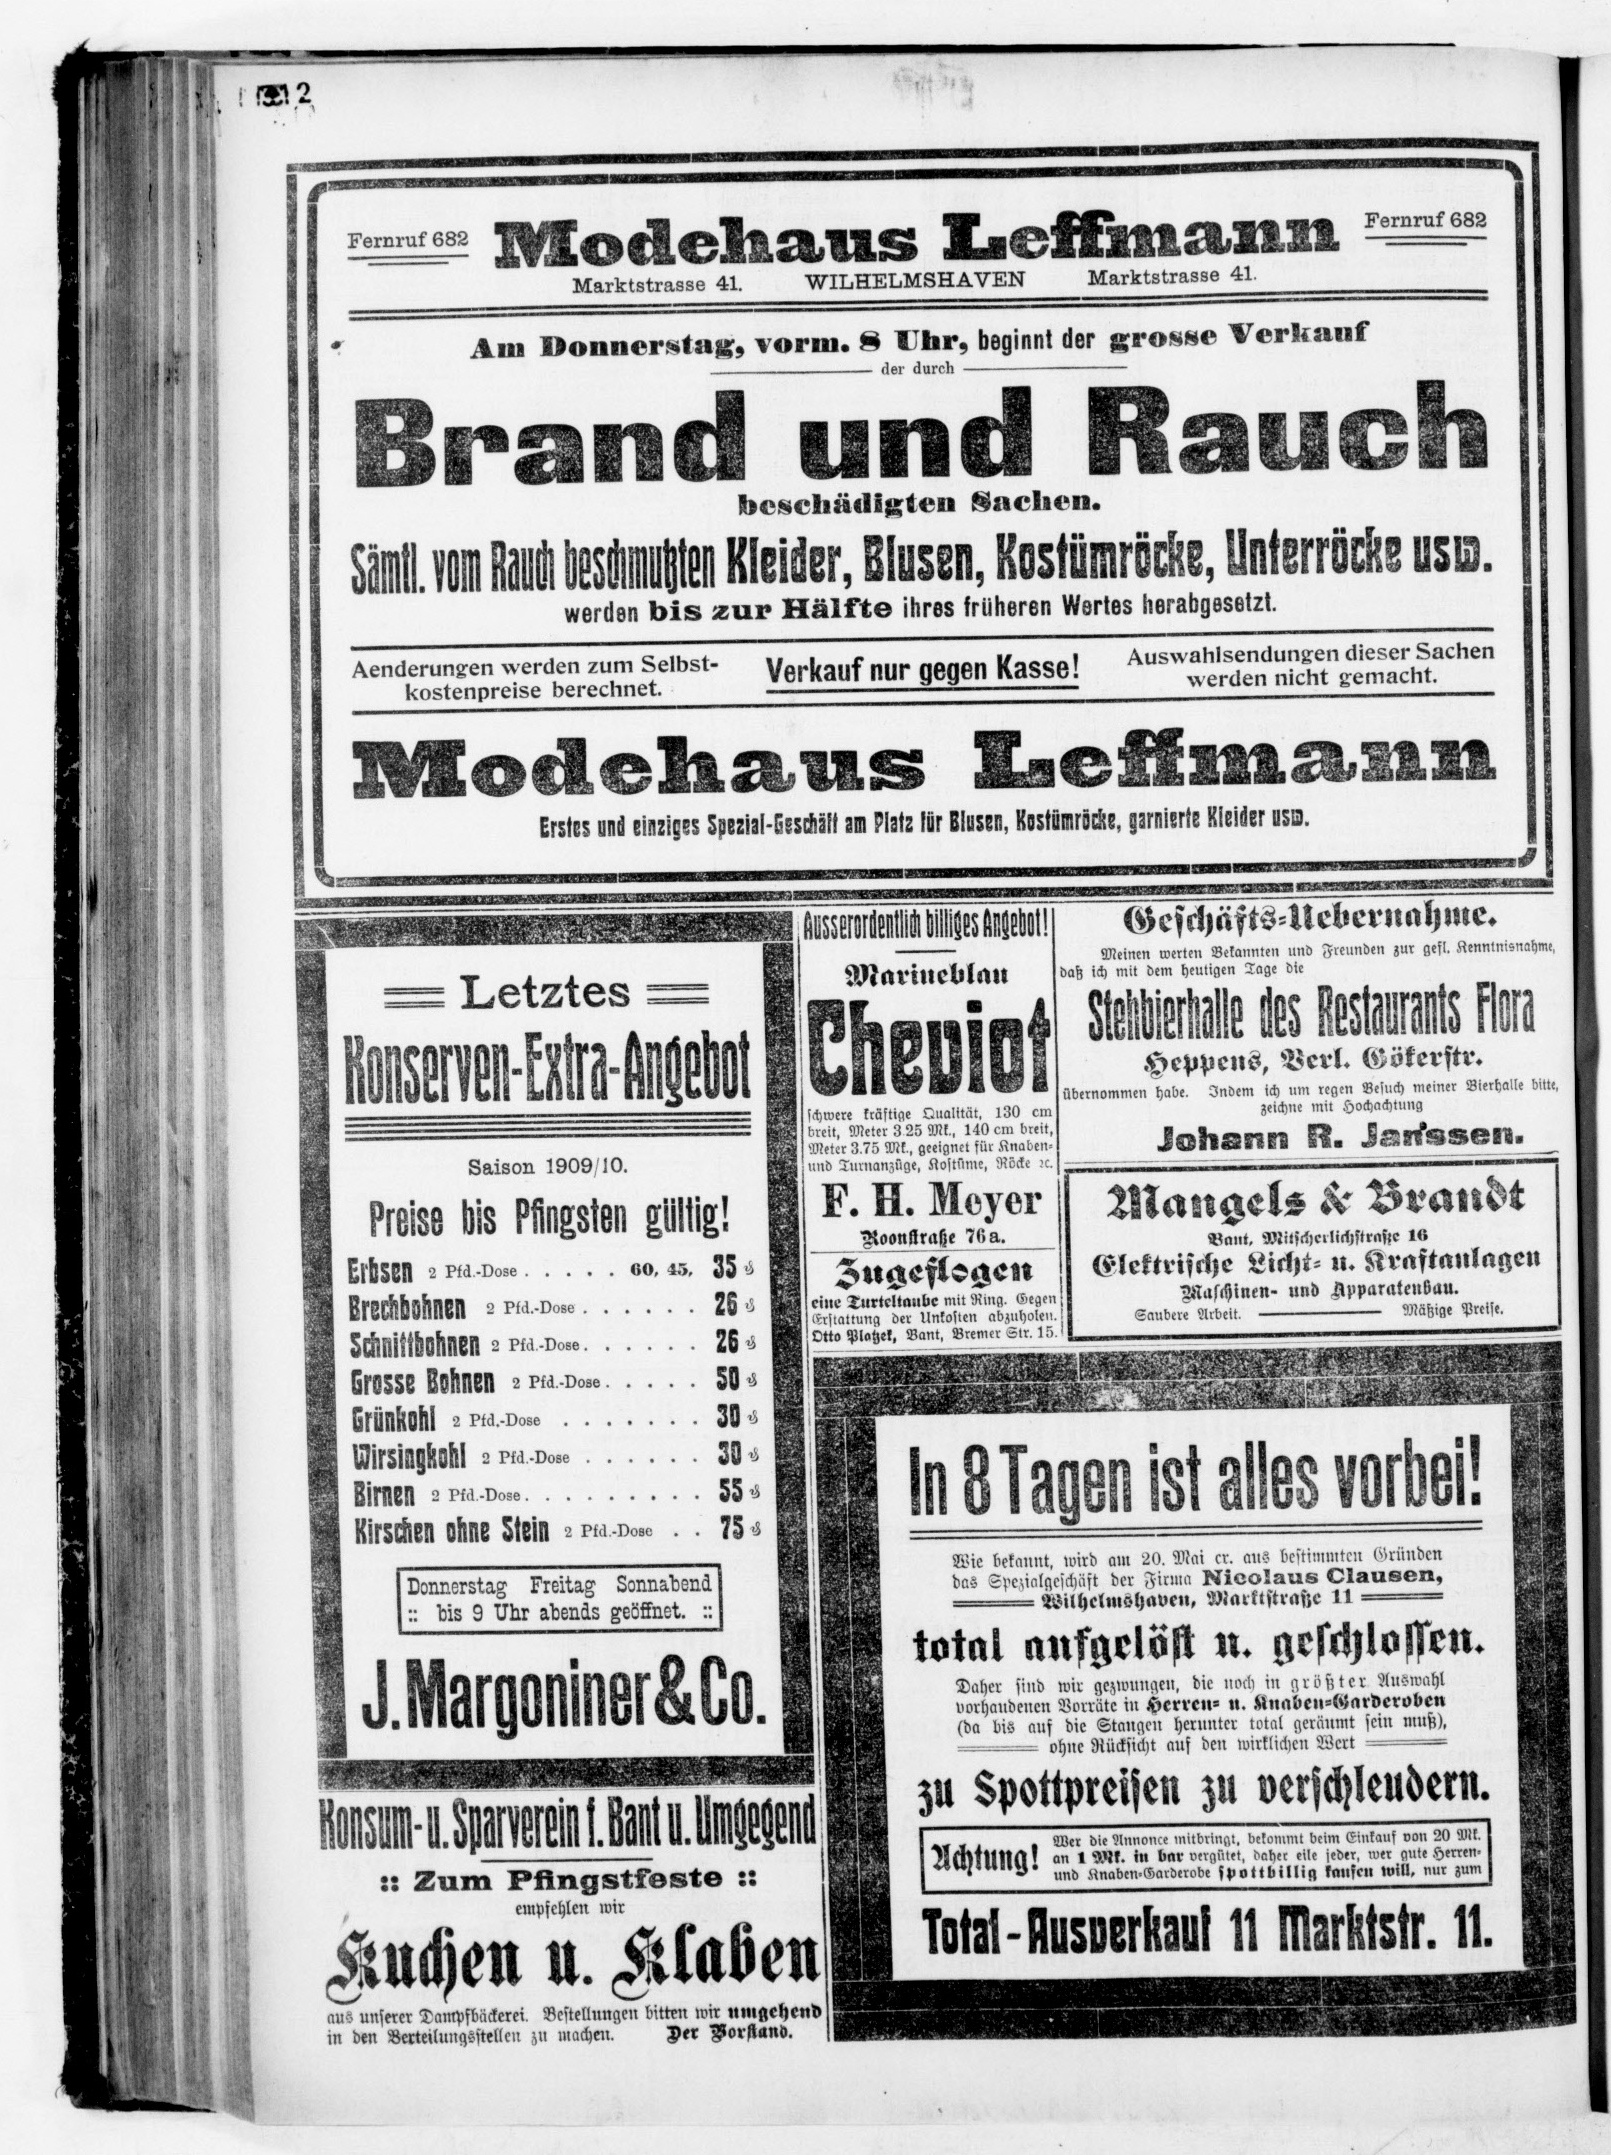 2
Fernruf 682 Modehaus Leffmann Fernruf 682
Marktstrasse 41. WILHELMSHAVEN Marktstrasse 41.
Am Donnerstag, vorm. 8 Uhr, beginnt der grosse Verkauf
der durch
Brand und Rauch
beschädigten Sachen.
Sämtl. vom Rauch beschmutzten Kleider, Blusen, Kostümröcke, Unterröcke usw.
werden bis zur Hälfte ihres früheren Wertes herabgesetzt.
Aenderungen werden zum Selbst-
kostenpreise berechnet.
Verkauf nur gegen Kasse!
Auswahlsendungen dieser Sachen
werden nicht gemacht.
Modehaus Leffmann
Erstes und einziges Spezial-Geschäft am Platz für Blusen, Kostümröcke, garnierte Kleider usw.
Letztes
Konserven-Extra-Angebot
Saison 1909/10.
Preise bis Pfingsten gültig!
Erbsen 2 Pfd.-Dose . . . . . 60, 45, 35 ₰
Brechbohnen 2 Pfd.-Dose . . . . . . 26 ₰
Schnittbohnen 2 Pfd.-Dose . . . . . . 26 ₰
Grosse Bohnen 2 Pfd.-Dose . . . . . 50 ₰
Grünkohl 2 Pfd.-Dose . . . . . . . 30 ₰
Wirsingkohl 2 Pfd.-Dose . . . . . . 30 ₰
Birnen 2 Pfd.-Dose . . . . . . . . . 55 ₰
Kirschen ohne Stein 2 Pfd.-Dose . . 75 ₰
Donnerstag Freitag Sonnabend
:: bis 9 Uhr abends geöffnet. ::
J. Margoniner & Co.
Konsum- u. Sparverein f. Bant u. Umgegend
:: Zum Pfingstfeste ::
empfehlen wir
Kuchen u. Klaben
aus unserer Dampfbäckerei. Bestellungen bitten wir umgehend
in den Verteilungsstellen zu machen. Der Vorstand.
Ausserordentlich billiges Angebot!
Marineblau
Cheviot
schwere kräftige Qualität, 130 cm
breit, Meter 3.25 Mk., 140 cm breit,
Meter 3.75 Mk., geeignet für Knaben-
und Turnanzüge, Kostüme, Röcke ꝛc.
F. H. Meyer
Roonstraße 76a.
Zugeflogen
eine Turteltaube mit Ring. Gegen
Erstattung der Unkosten abzuholen.
Otto Platzek, Bant, Bremer Str. 15.
Geschäfts-Uebernahme.
Meinen werten Bekannten und Freunden zur gefl. Kenntnisnahme,
daß ich mit dem heutigen Tage die
Stehbierhalle des Restaurants Flora
Heppens, Verl. Gökerstr.
übernommen habe. Indem ich um regen Besuch meiner Bierhalle bitte,
zeichne mit Hochachtung
Johann R. Janssen.
Mangels & Brandt
Bant, Mitscherlichstraße 16
Elektrische Licht- u. Kraftanlagen
Maschinen- und Apparatenbau.
Saubere Arbeit. Mäßige Preise.
In 8 Tagen ist alles vorbei!
Wie bekannt, wird am 20. Mai cr. aus bestimmten Gründen
das Spezialgeschäft der Firma Nicolaus Clausen,
Wilhelmshaven, Marktstraße 11
total aufgelöst u. geschlossen.
Daher sind wir gezwungen, die noch in größter Auswahl
vorhandenen Vorräte in Herren- u. Knaben-Garderoben
(da bis auf die Stangen herunter total geräumt sein muß),
ohne Rücksicht auf den wirklichen Wert
zu Spottpreisen zu verschleudern.
Achtung!
Wer die Annonce mitbringt, bekommt beim Einkauf von 20 Mk.
an 1 Mk. in bar vergütet, daher eile jeder, wer gute Herren-
und Knaben-Garderobe spottbillig kaufen will, nur zum
Total-Ausverkauf 11 Marktstr. 11.